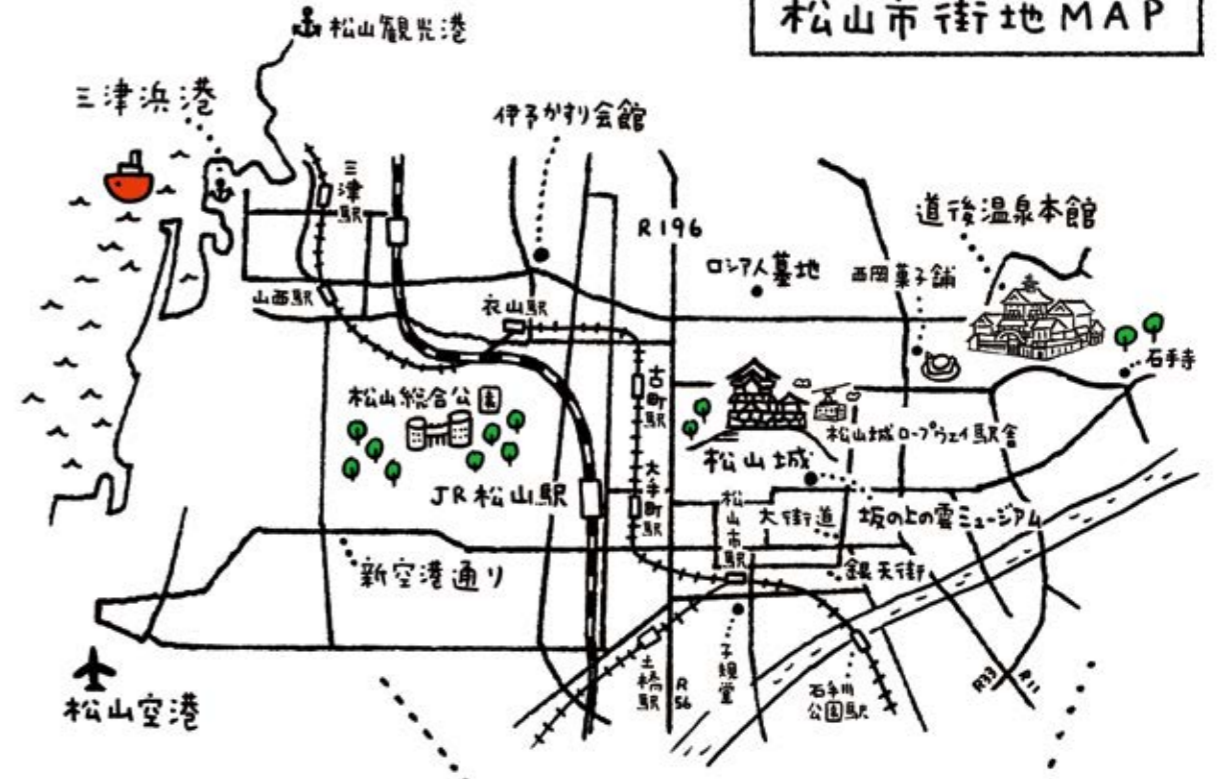 松山市街地MAP
松山観光港
三津浜港
伊予かすり会館
三津駅
R196
道後温泉本館
ロシア人墓地
西岡菓子舗
山西駅
衣山駅
石手寺
古町駅
松山総合公園
松山城ロープウェイ駅舎
松山城
大手町駅
JR松山駅
松山市駅
大街道
坂の上の雲ミュージアム
新空港通り
銀天街
土橋駅
R56
子規堂
石手川公園駅
R33
R11
松山空港